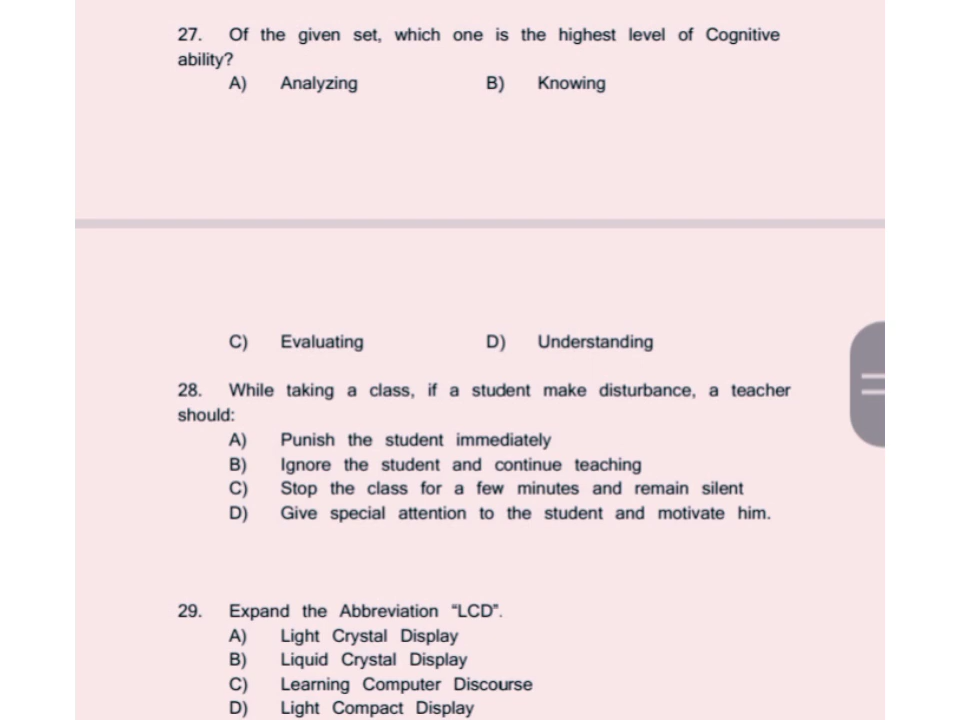 27. Of the given set, which one is the highest level of Cognitive
ability?
A) Analyzing B) Knowing
C) Evaluating D) Understanding
28. While taking a class, if a student make disturbance, a teacher
should:
A) Punish the student immediately
B) Ignore the student and continue teaching
C) Stop the class for a few minutes and remain silent
D) Give special attention to the student and motivate him.
29. Expand the Abbreviation “LCD”.
A) Light Crystal Display
B) Liquid Crystal Display
C) Learning Computer Discourse
D) Light Compact Display